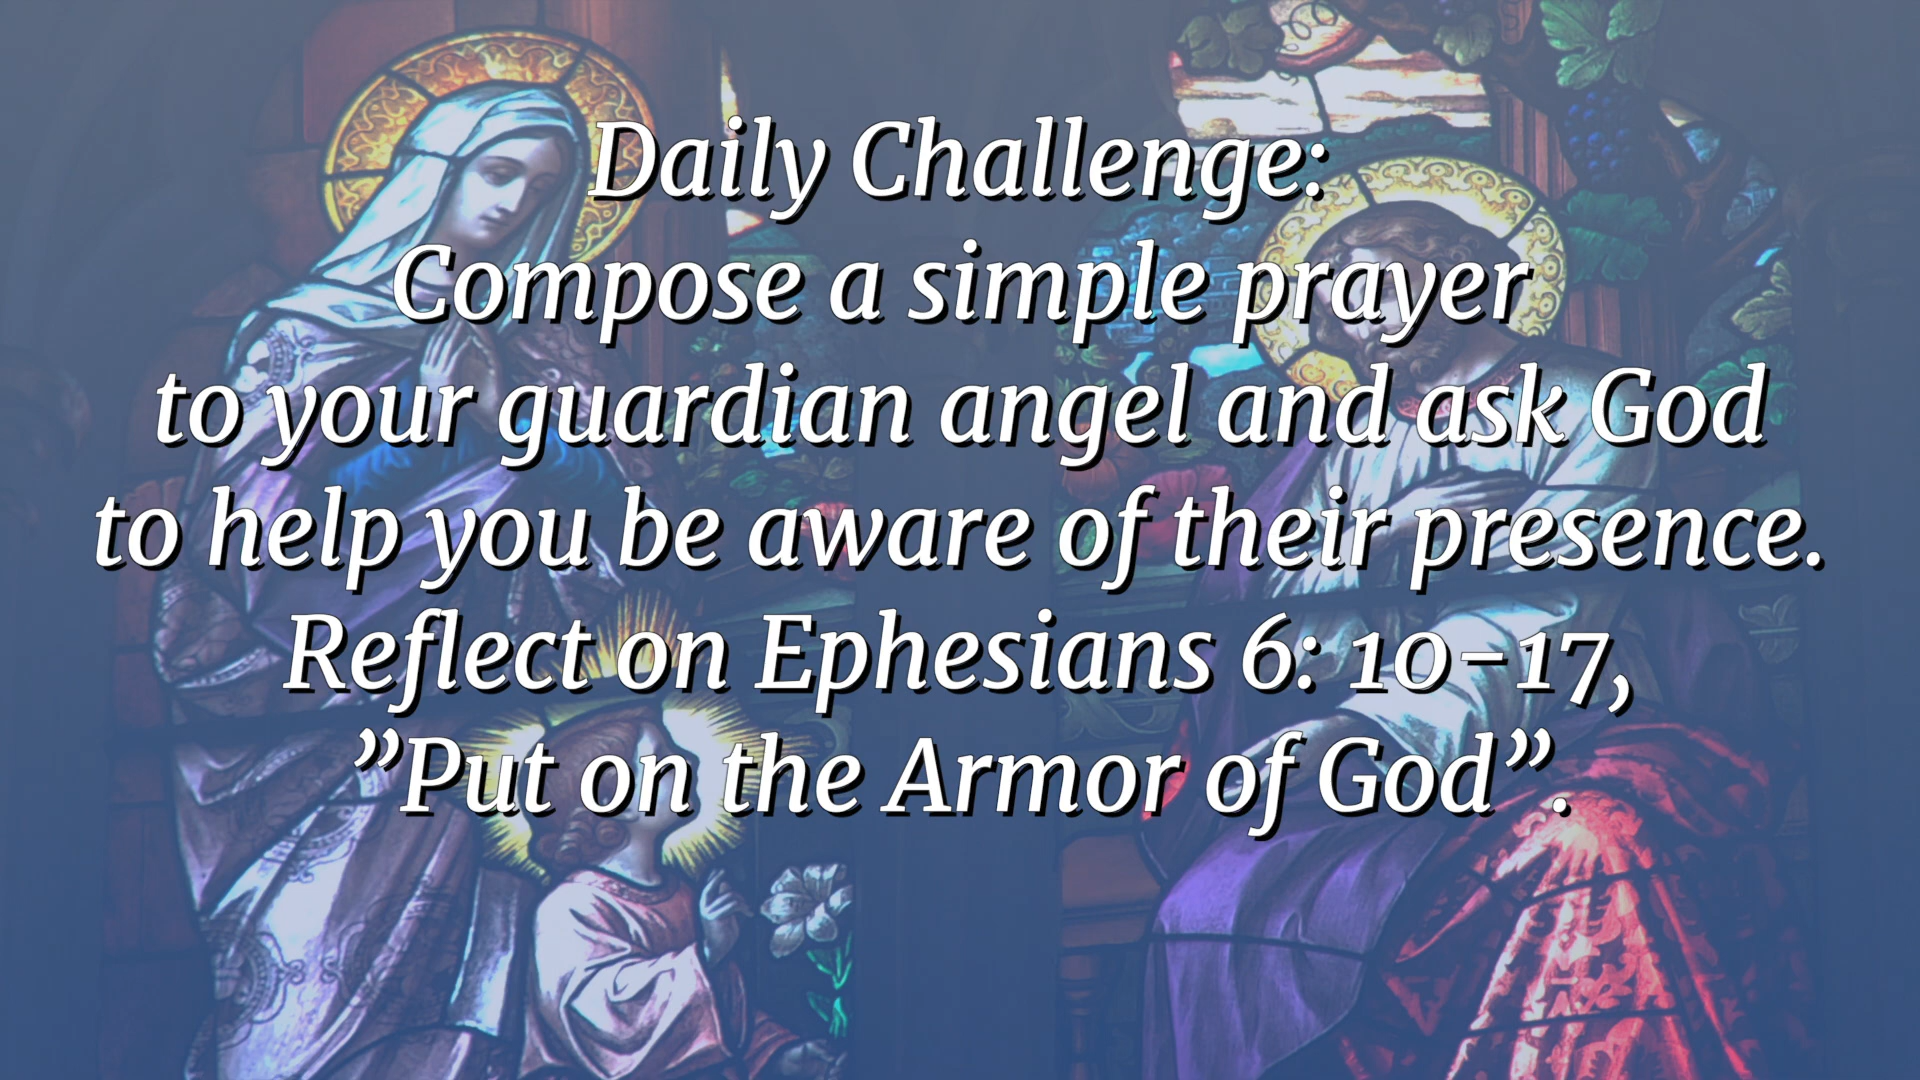 Daily Challenge:
Compose a simple prayer
to your guardian angel and ask God
to help you be aware of their presence.
Reflect on Ephesians 6: 10-17,
”Put on the Armor of God”.